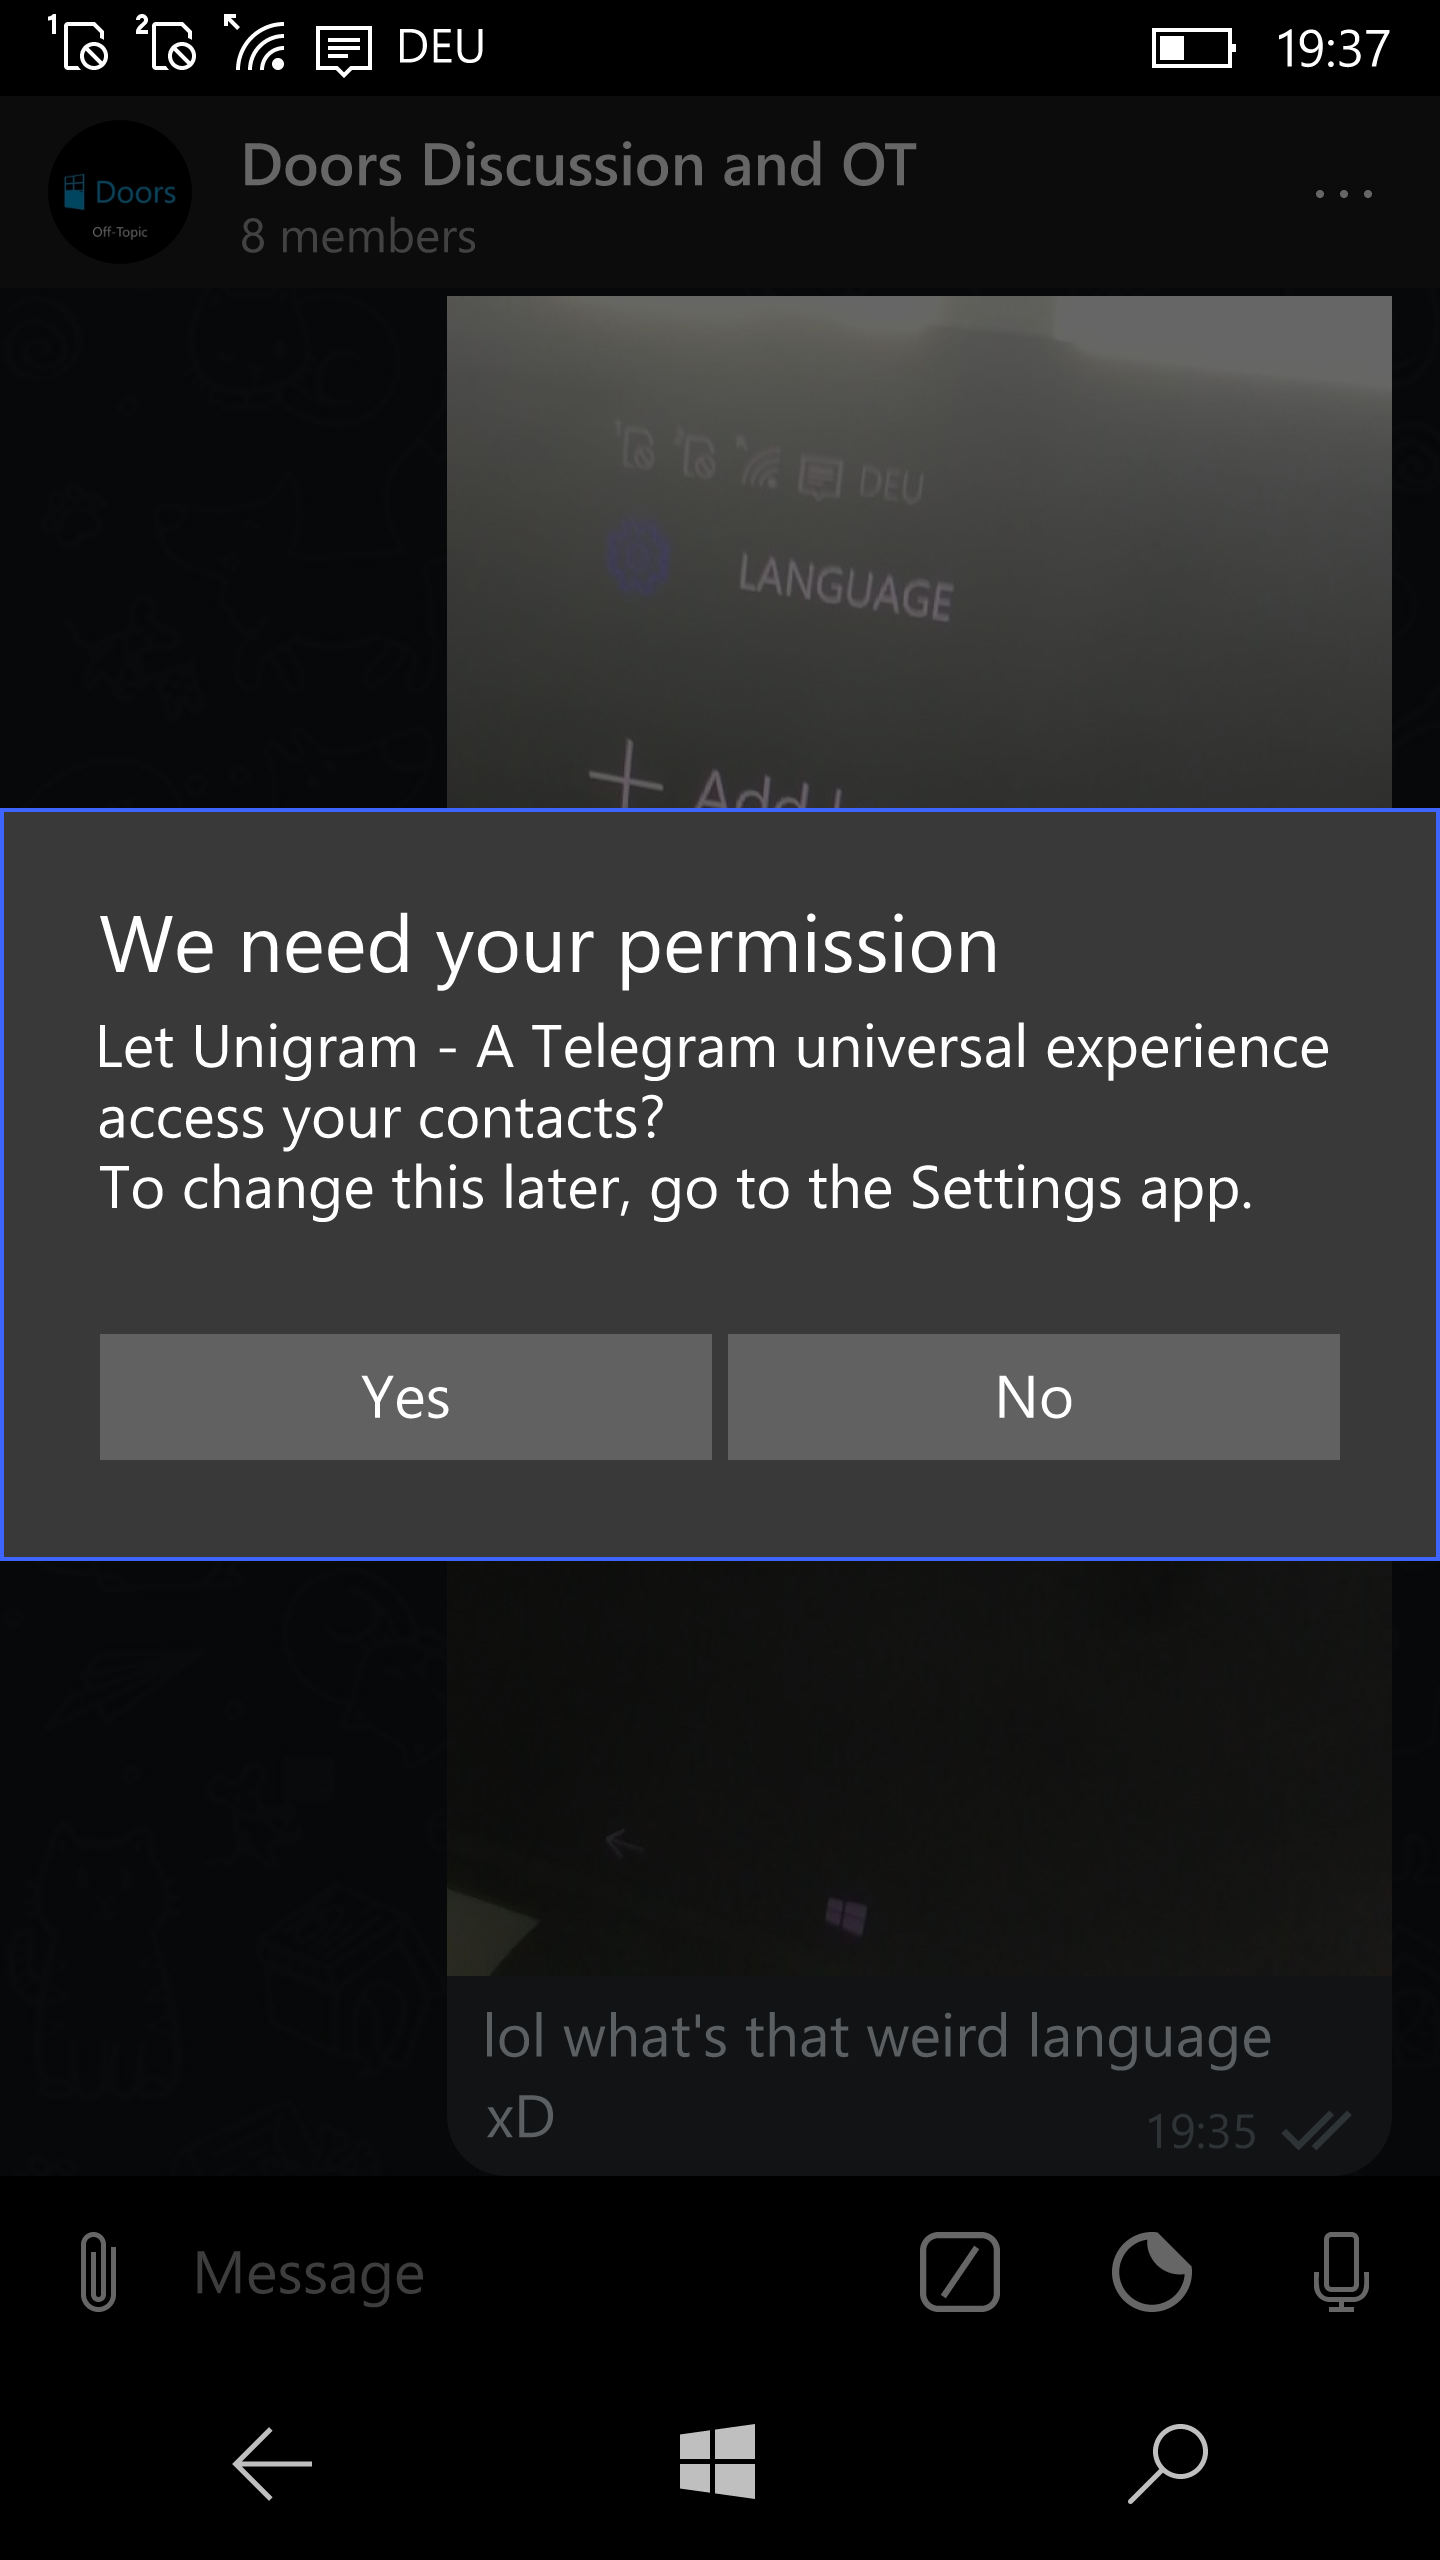 1 2 DEU 19:37
Doors
Off-Topic
Doors Discussion and OT
8 members
1 2 DEU
LANGUAGE
Add
We need your permission
Let Unigram - A Telegram universal experience
access your contacts?
To change this later, go to the Settings app.
Yes No
lol what's that weird language
xD
19:35
Message